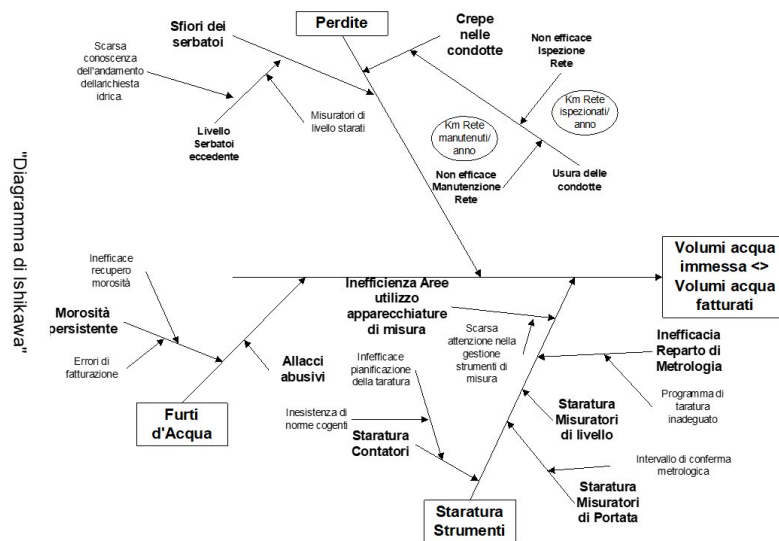 "Diagramma di Ishikawa"
Perdite
Sfiori dei
serbatoi
Scarsa
conoscenza
dell'andamento
dellarichiesta
idrica.
Misuratori di
livello starati
Livello
Serbatoi
eccedente
Crepe
nelle
condotte
Non efficace
Ispezione
Rete
Km Rete
ispezionati/
anno
Km Rete
manutenuti/
anno
Non efficace
Manutenzione
Rete
Usura delle
condotte
Volumi acqua
immessa <>
Volumi acqua
fatturati
Inefficace
recupero
morosità
Morosità
persistente
Errori di
fatturazione
Allacci
abusivi
Furti
d'Acqua
Inefficienza Aree
utilizzo
apparecchiature
di misura
Scarsa
attenzione nella
gestione
strumenti di
misura
Infefficace
pianificazione
della taratura
Inesistenza di
norme cogenti
Staratura
Contatori
Inefficacia
Reparto di
Metrologia
Programma di
taratura
inadeguato
Staratura
Misuratori
di livello
Intervallo di conferma
metrologica
Staratura
Misuratori
di Portata
Staratura
Strumenti